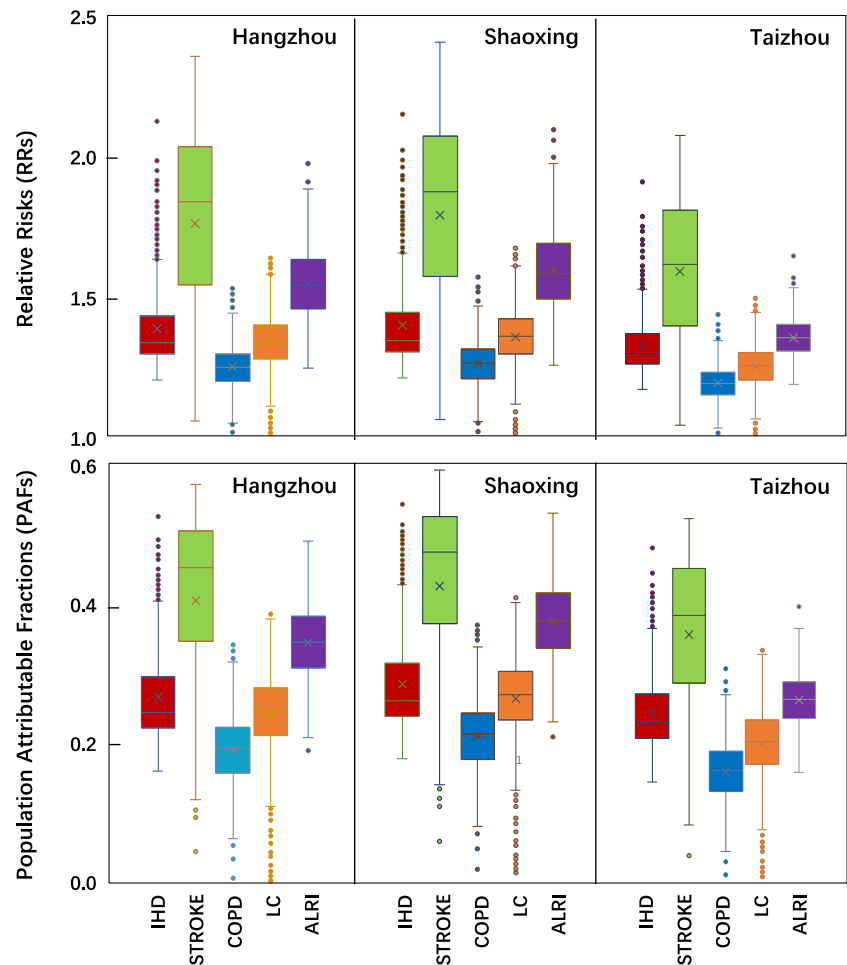 2.5
Hangzhou
Shaoxing
Taizhou
Relative Risks (RRs)
2.0
1.5
1.0
0.6
Hangzhou
Shaoxing
Taizhou
Population Attributable Fractions (PAFs)
0.4
0.2
1
0.0
IHD
STROKE
COPD
LC
ALRI
IHD
STROKE
COPD
LC
ALRI
IHD
STROKE
COPD
LC
ALRI